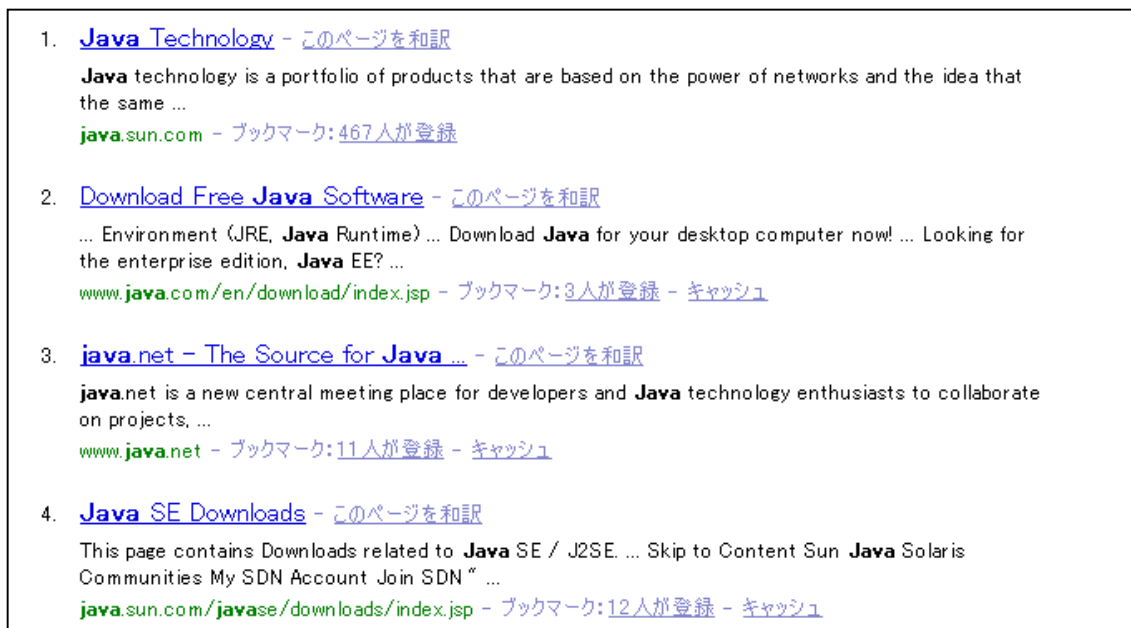 1. Java Technology - このページを和訳
Java technology is a portfolio of products that are based on the power of networks and the idea that
the same ...
java.sun.com - ブックマーク: 467人が登録
2. Download Free Java Software - このページを和訳
... Environment (JRE, Java Runtime) ... Download Java for your desktop computer now! ... Looking for
the enterprise edition, Java EE? ...
www.java.com/en/download/index.jsp - ブックマーク: 3人が登録 - キャッシュ
3. java.net - The Source for Java ... - このページを和訳
java.net is a new central meeting place for developers and Java technology enthusiasts to collaborate
on projects, ...
www.java.net - ブックマーク: 11人が登録 - キャッシュ
4. Java SE Downloads - このページを和訳
This page contains Downloads related to Java SE / J2SE. ... Skip to Content Sun Java Solaris
Communities My SDN Account Join SDN " ...
java.sun.com/javase/downloads/index.jsp - ブックマーク: 12人が登録 - キャッシュ